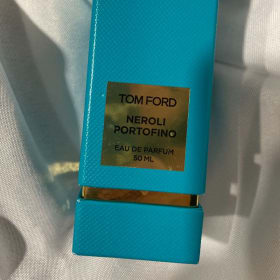 TOM FORD
NEROLI
PORTOFINO
EAU DE PARFUM
50 ML